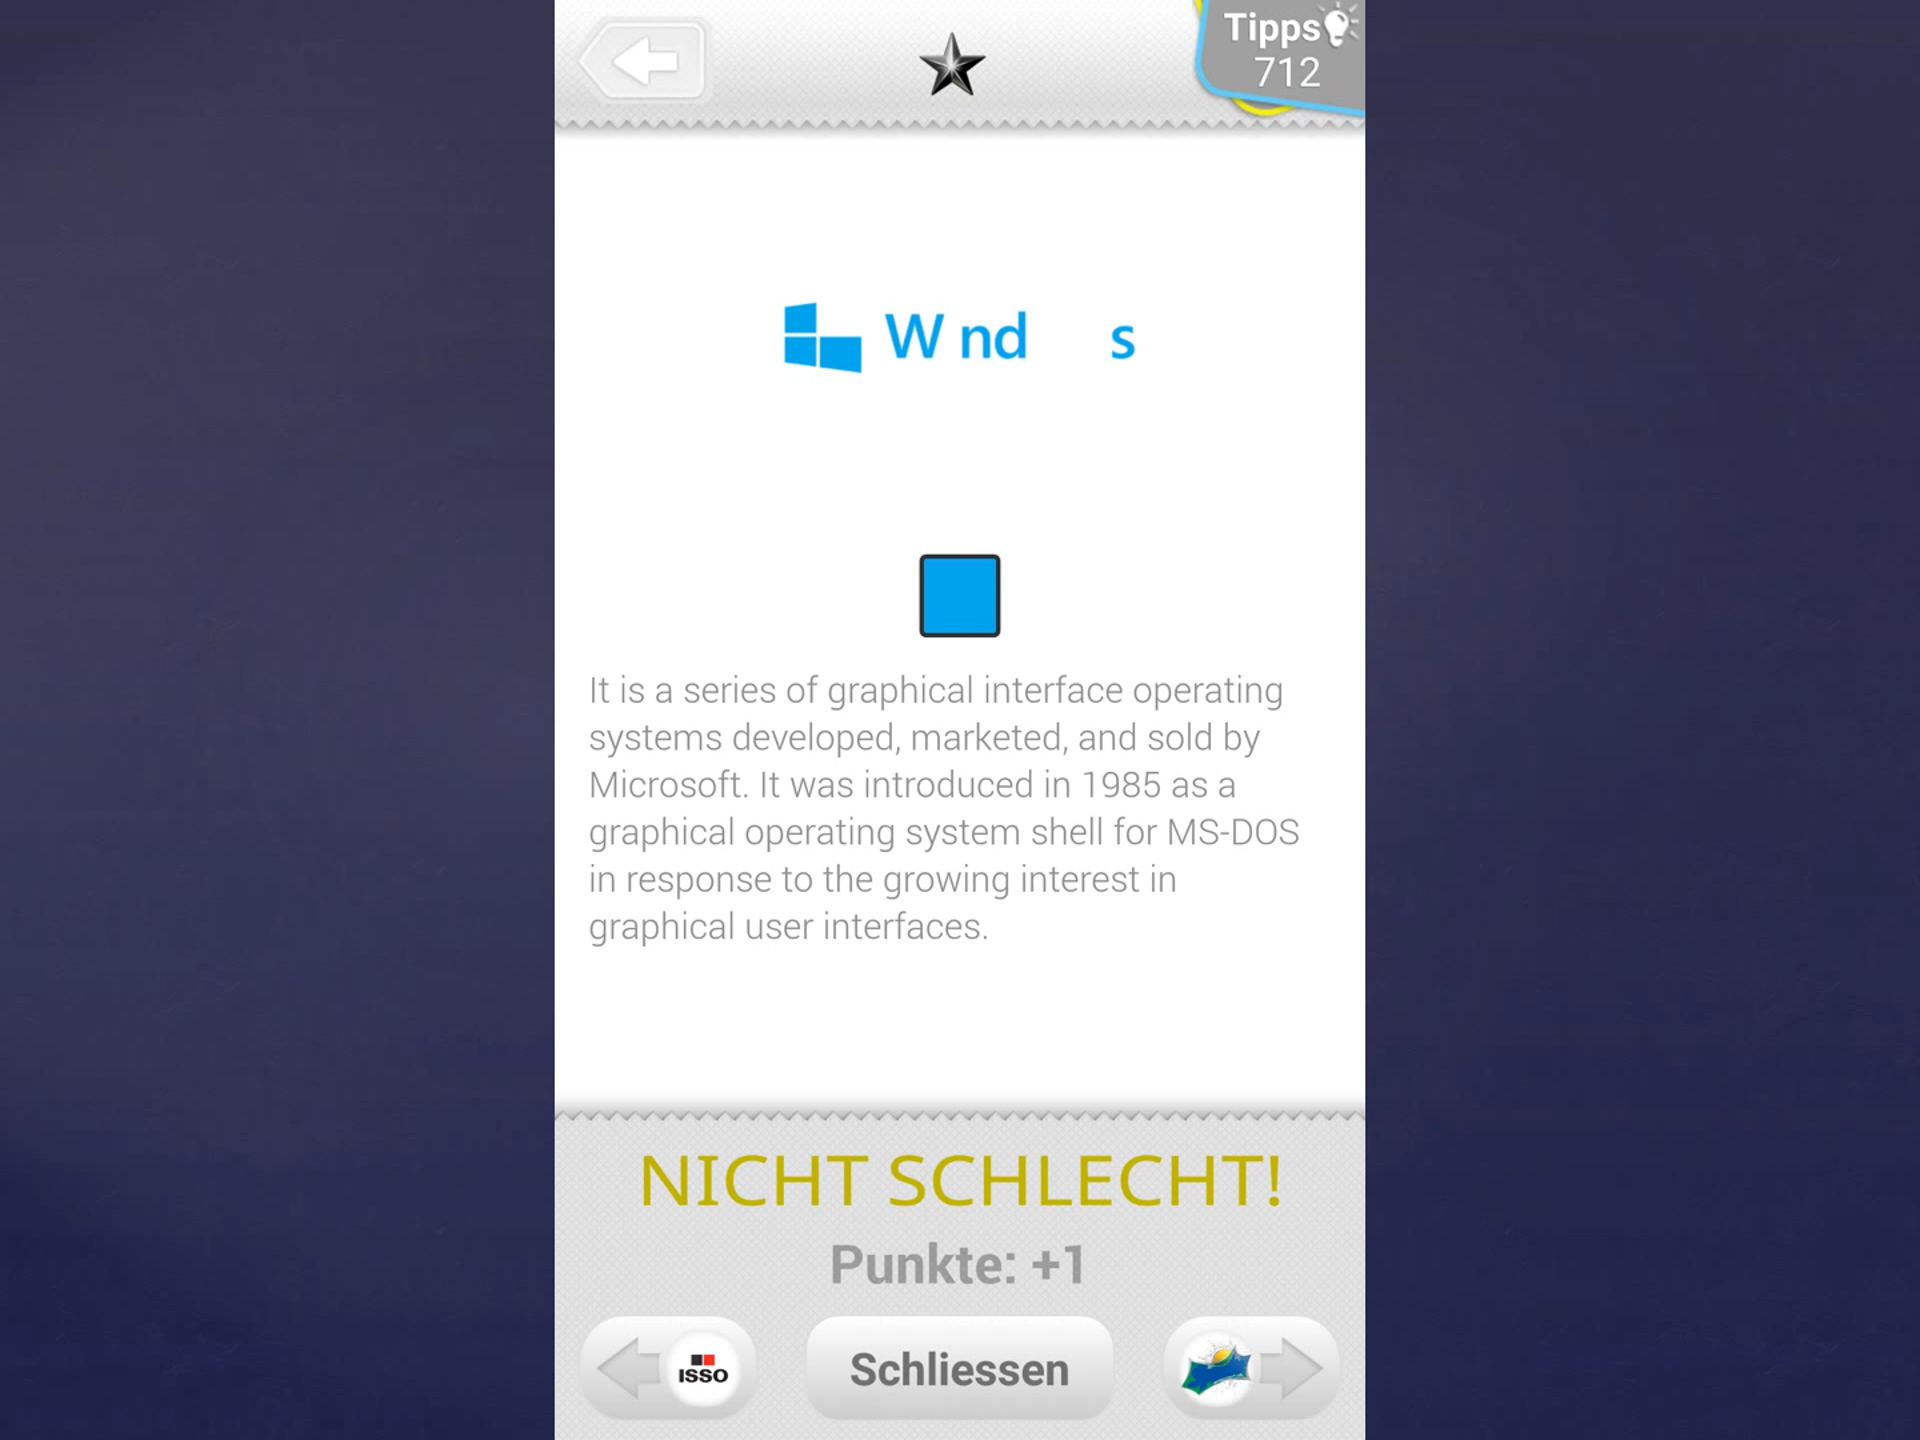 Tipps
712
W nd s
It is a series of graphical interface operating
systems developed, marketed, and sold by
Microsoft. It was introduced in 1985 as a
graphical operating system shell for MS-DOS
in response to the growing interest in
graphical user interfaces.
NICHT SCHLECHT!
Punkte: +1
ISSO
Schliessen